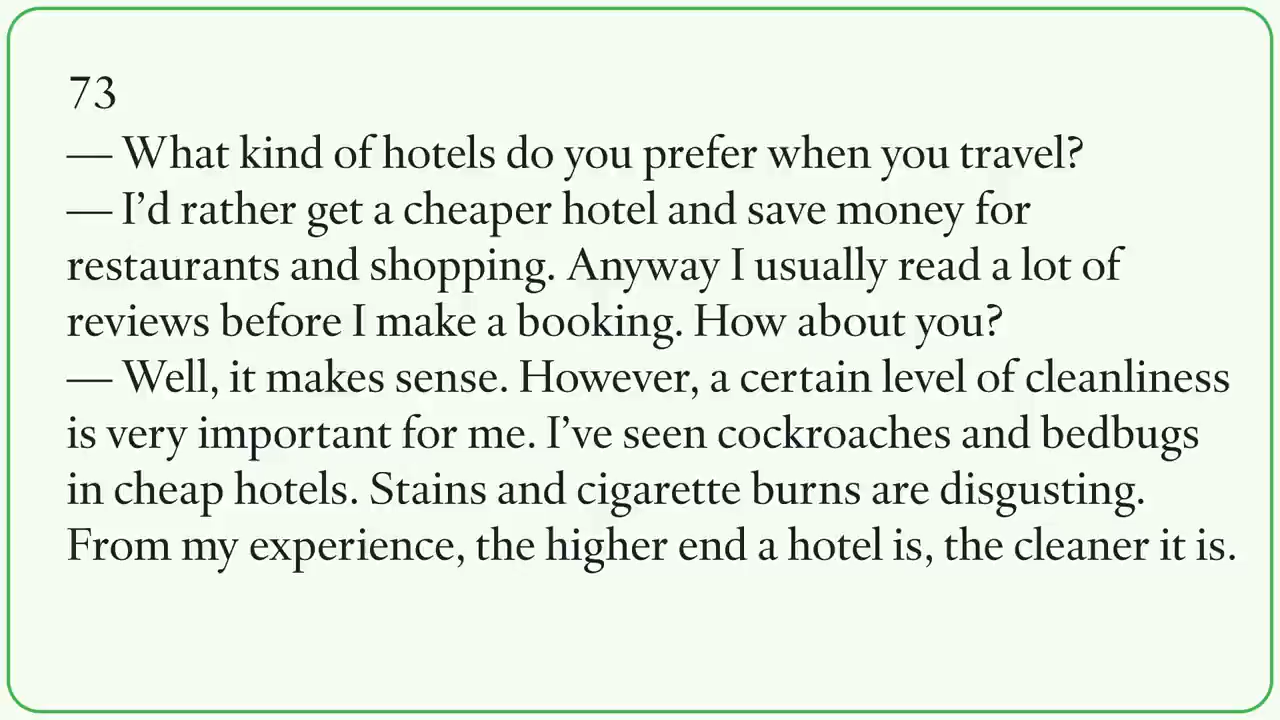 73
— What kind of hotels do you prefer when you travel?
— I’d rather get a cheaper hotel and save money for
restaurants and shopping. Anyway I usually read a lot of
reviews before I make a booking. How about you?
— Well, it makes sense. However, a certain level of cleanliness
is very important for me. I’ve seen cockroaches and bedbugs
in cheap hotels. Stains and cigarette burns are disgusting.
From my experience, the higher end a hotel is, the cleaner it is.